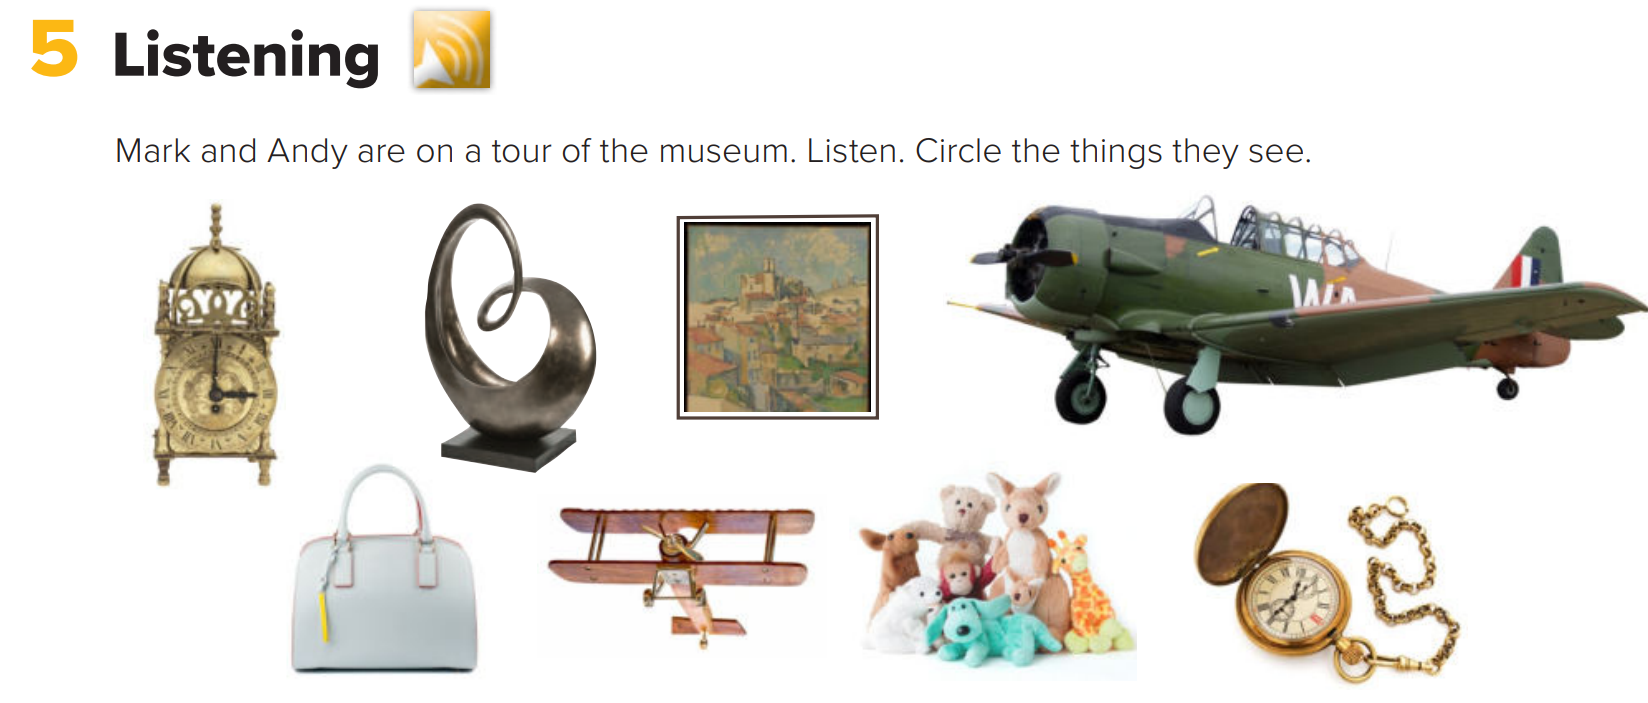 5 Listening
Mark and Andy are on a tour of the museum. Listen. Circle the things they see.